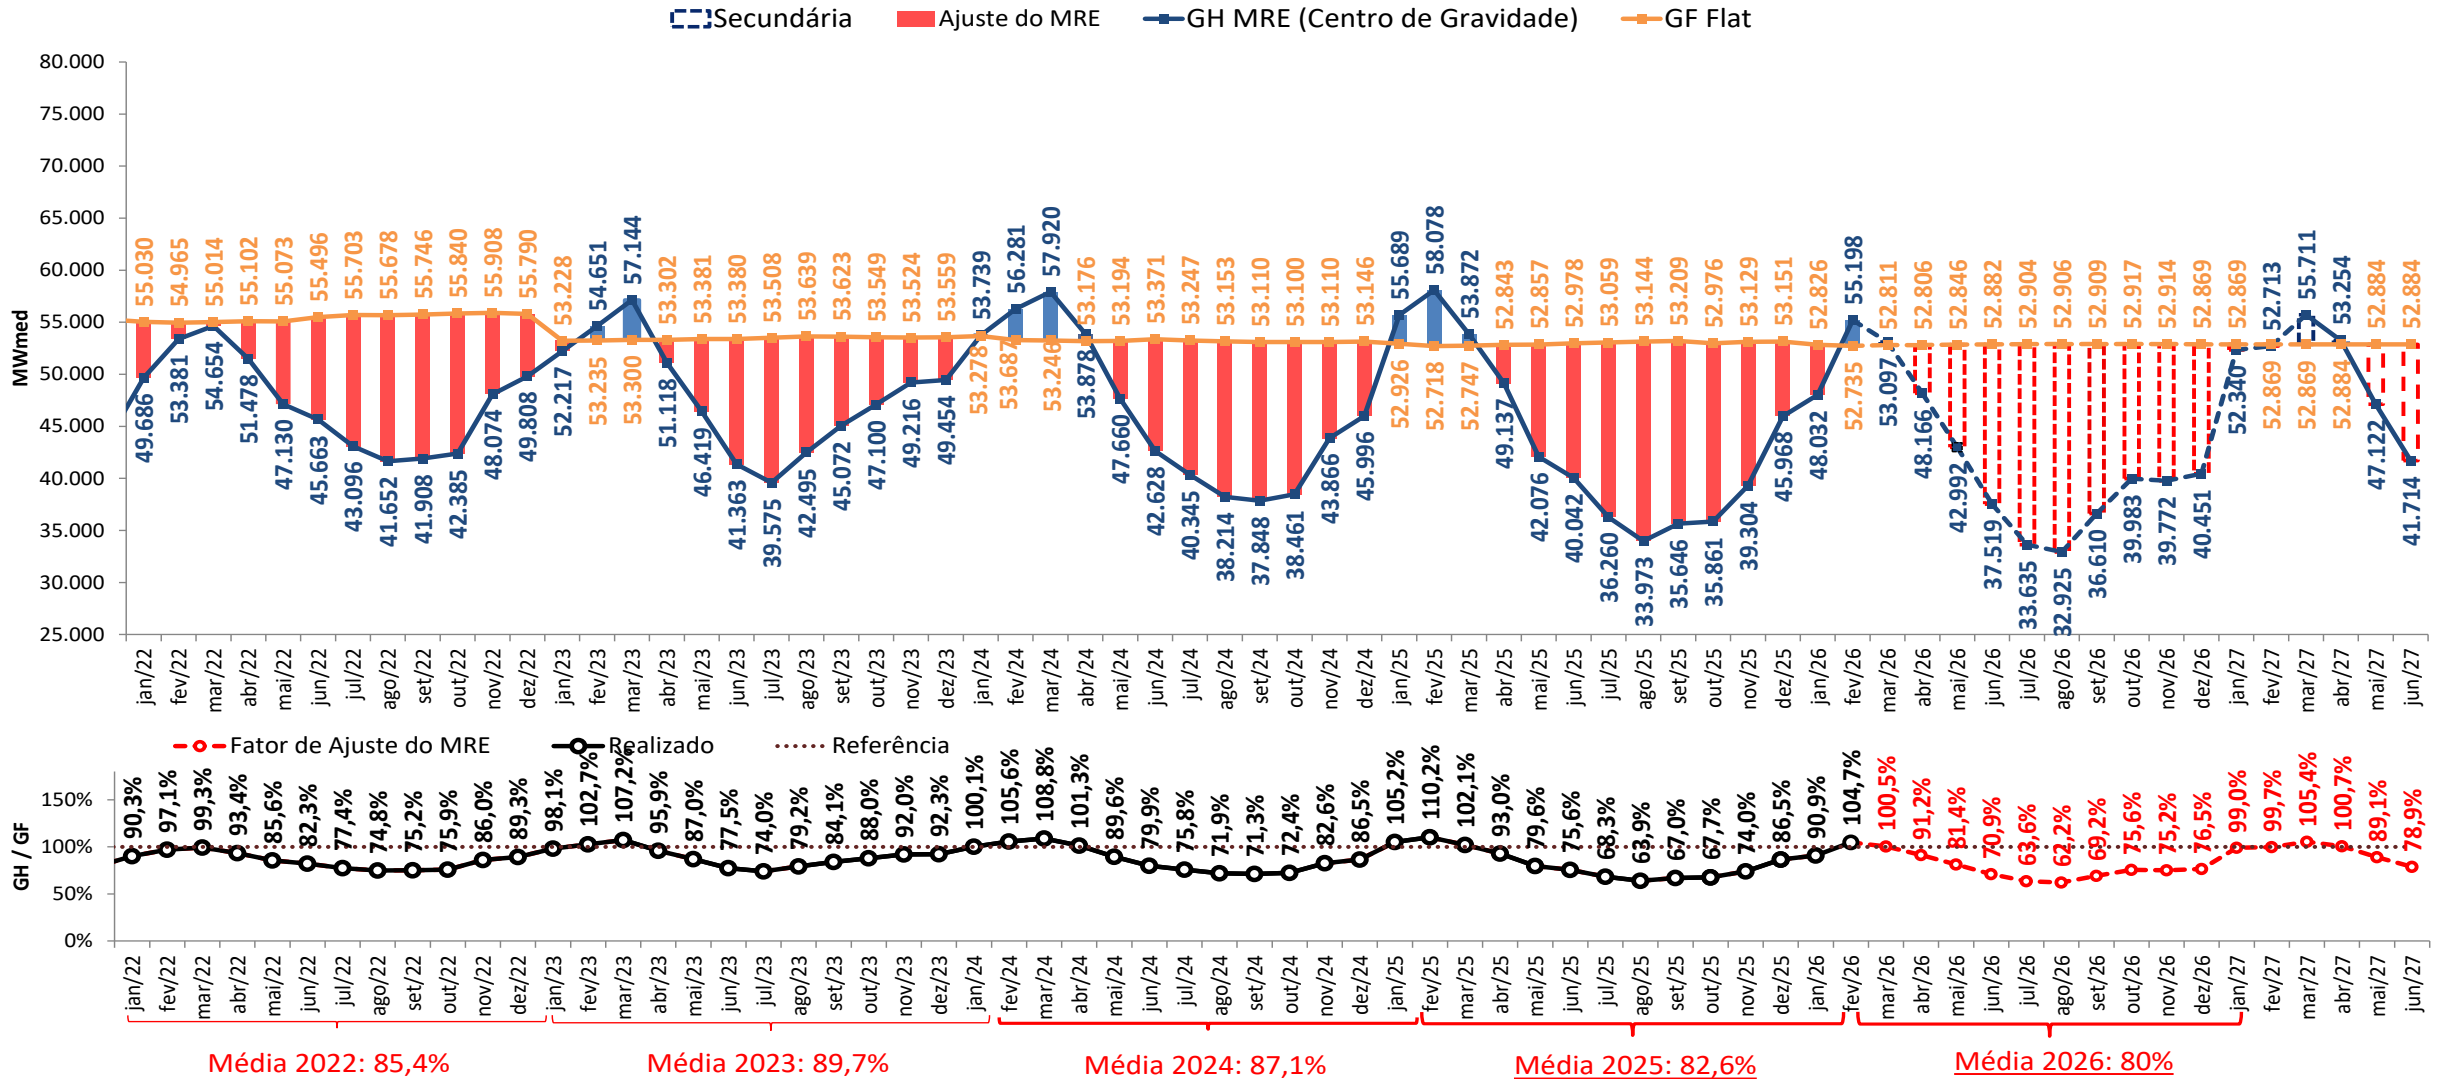 Secundária Ajuste do MRE GH MRE (Centro de Gravidade) GF Flat
80.000
75.000
70.000
65.000
60.000
55.000
50.000
45.000
40.000
35.000
30.000
25.000
MWmed
55.030 54.965 55.014 55.102 55.073 55.496 55.703 55.678 55.746 55.840 55.908 55.790 53.228 54.651 57.144 53.302 53.381 53.380 53.508 53.639 53.623 53.549 53.524 53.559 53.739 56.281 57.920 53.176 53.194 53.371 53.247 53.153 53.110 53.100 53.110 53.146 55.689 58.078 53.872 52.843 52.857 52.978 53.059 53.144 53.209 52.976 53.129 53.151 52.826 55.198 52.811 52.806 52.846 52.882 52.904 52.906 52.909 52.917 52.914 52.869 52.869 52.713 55.711 53.254 52.884 52.884
49.686 53.381 54.654 51.478 47.130 45.663 43.096 41.652 41.908 42.385 48.074 49.808 52.217 53.235 53.300 51.118 46.419 41.363 39.575 42.495 45.072 47.100 49.216 49.454 53.278 53.687 53.246 53.878 47.660 42.628 40.345 38.214 37.848 38.461 43.866 45.996 52.926 52.718 52.747 49.137 42.076 40.042 36.260 33.973 35.646 35.861 39.304 45.968 48.032 52.735 53.097 48.166 42.992 37.519 33.635 32.925 36.610 39.983 39.772 40.451 52.340 52.869 52.869 52.884 47.122 41.714
jan/22 fev/22 mar/22 abr/22 mai/22 jun/22 jul/22 ago/22 set/22 out/22 nov/22 dez/22 jan/23 fev/23 mar/23 abr/23 mai/23 jun/23 jul/23 ago/23 set/23 out/23 nov/23 dez/23 jan/24 fev/24 mar/24 abr/24 mai/24 jun/24 jul/24 ago/24 set/24 out/24 nov/24 dez/24 jan/25 fev/25 mar/25 abr/25 mai/25 jun/25 jul/25 ago/25 set/25 out/25 nov/25 dez/25 jan/26 fev/26 mar/26 abr/26 mai/26 jun/26 jul/26 ago/26 set/26 out/26 nov/26 dez/26 jan/27 fev/27 mar/27 abr/27 mai/27 jun/27
Fator de Ajuste do MRE Realizado Referência
150%
100%
50%
0%
GH / GF
90,3% 97,1% 99,3% 93,4% 85,6% 82,3% 77,4% 74,8% 75,2% 75,9% 86,0% 89,3% 98,1% 102,7% 107,2% 95,9% 87,0% 77,5% 74,0% 79,2% 84,1% 88,0% 92,0% 92,3% 100,1% 105,6% 108,8% 101,3% 89,6% 79,9% 75,8% 71,9% 71,3% 72,4% 82,6% 86,5% 105,2% 110,2% 102,1% 93,0% 79,6% 75,6% 68,3% 63,9% 67,0% 67,7% 74,0% 86,5% 90,9% 104,7% 100,5% 91,2% 81,4% 70,9% 63,6% 62,2% 69,2% 75,6% 75,2% 76,5% 99,0% 99,7% 105,4% 100,7% 89,1% 78,9%
jan/22 fev/22 mar/22 abr/22 mai/22 jun/22 jul/22 ago/22 set/22 out/22 nov/22 dez/22 jan/23 fev/23 mar/23 abr/23 mai/23 jun/23 jul/23 ago/23 set/23 out/23 nov/23 dez/23 jan/24 fev/24 mar/24 abr/24 mai/24 jun/24 jul/24 ago/24 set/24 out/24 nov/24 dez/24 jan/25 fev/25 mar/25 abr/25 mai/25 jun/25 jul/25 ago/25 set/25 out/25 nov/25 dez/25 jan/26 fev/26 mar/26 abr/26 mai/26 jun/26 jul/26 ago/26 set/26 out/26 nov/26 dez/26 jan/27 fev/27 mar/27 abr/27 mai/27 jun/27
Média 2022: 85,4% Média 2023: 89,7% Média 2024: 87,1% Média 2025: 82,6% Média 2026: 80%